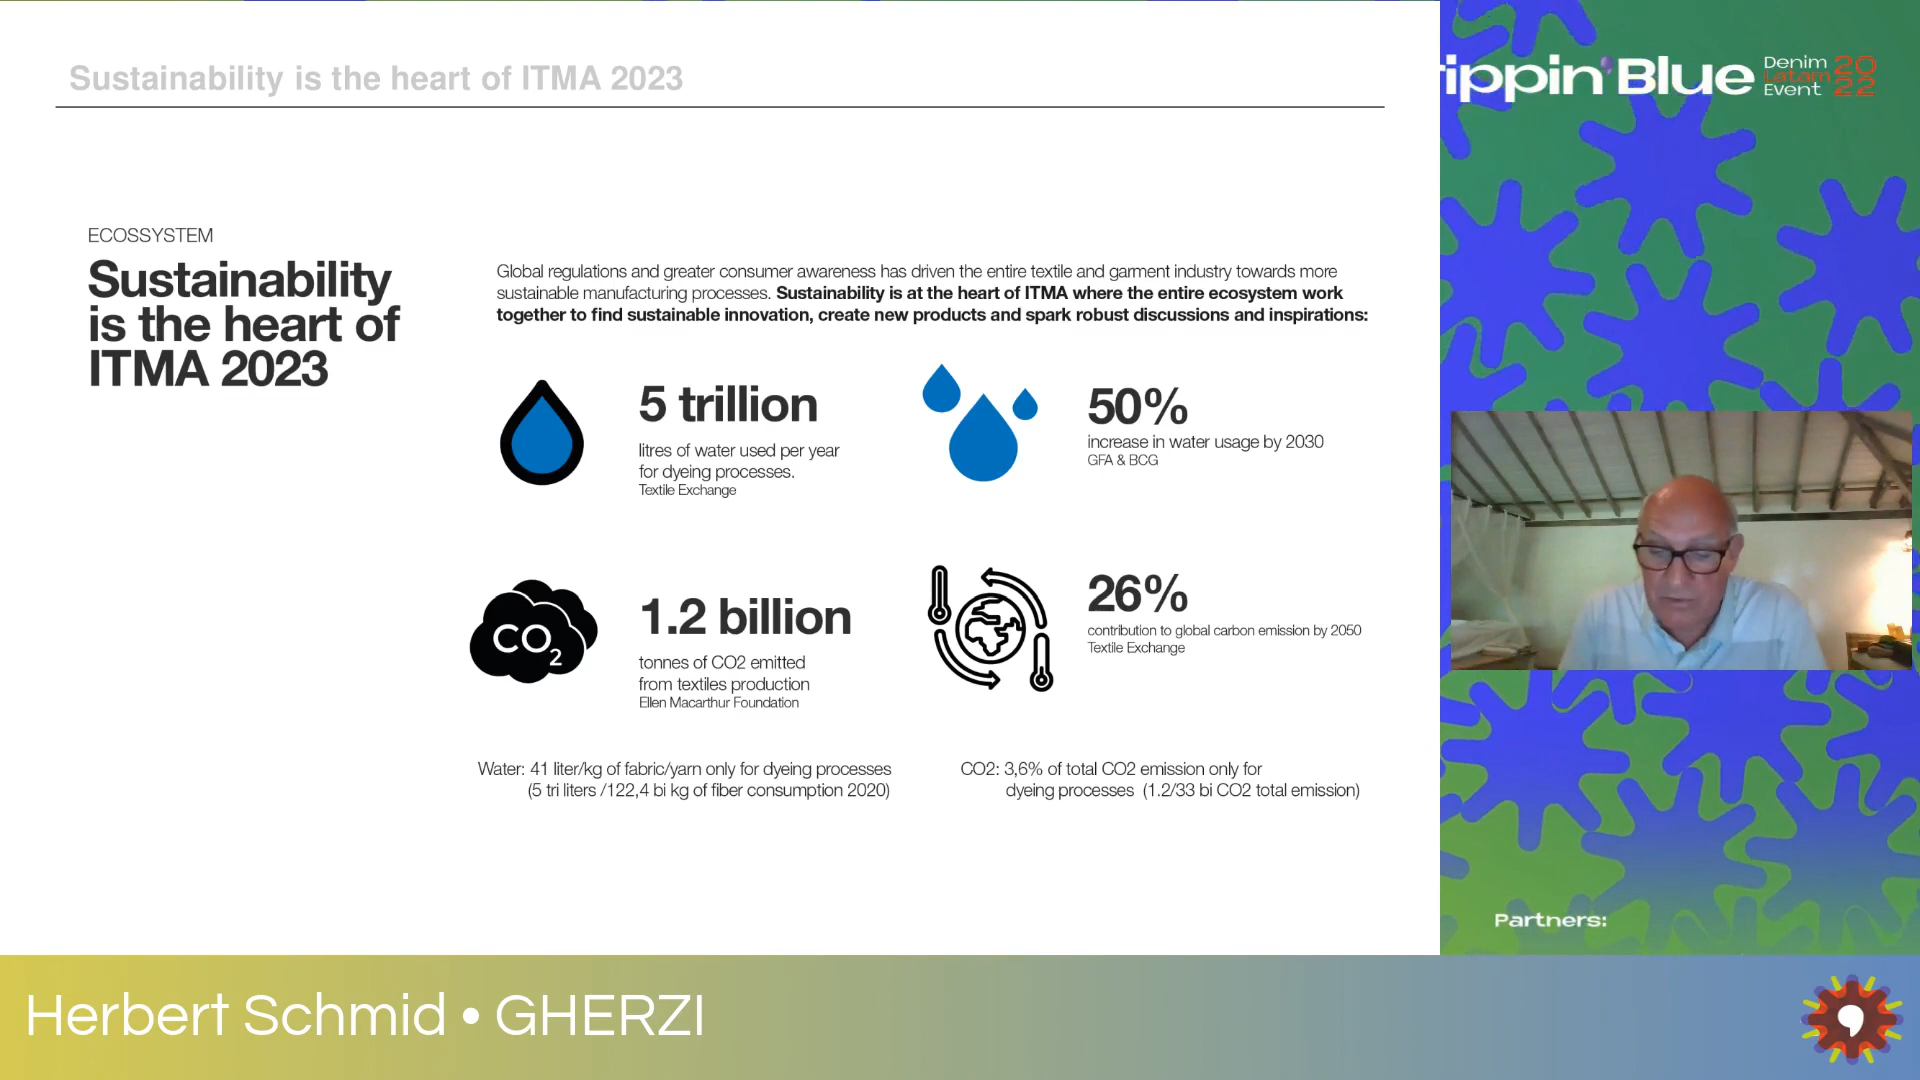 Sustainability is the heart of ITMA 2023
ECOSSYSTEM
Sustainability
is the heart of
ITMA 2023
Global regulations and greater consumer awareness has driven the entire textile and garment industry towards more
sustainable manufacturing processes. Sustainability is at the heart of ITMA where the entire ecosystem work
together to find sustainable innovation, create new products and spark robust discussions and inspirations:
5 trillion
litres of water used per year
for dyeing processes.
Textile Exchange
50%
increase in water usage by 2030
GFA & BCG
CO2
1.2 billion
tonnes of CO2 emitted
from textiles production
Ellen Macarthur Foundation
26%
contribution to global carbon emission by 2050
Textile Exchange
Water: 41 liter/kg of fabric/yarn only for dyeing processes
(5 tri liters /122,4 bi kg of fiber consumption 2020)
CO2: 3,6% of total CO2 emission only for
dyeing processes (1.2/33 bi CO2 total emission)
ippin' Blue
Denim
Latam
Event
20
22
Partners:
Herbert Schmid • GHERZI